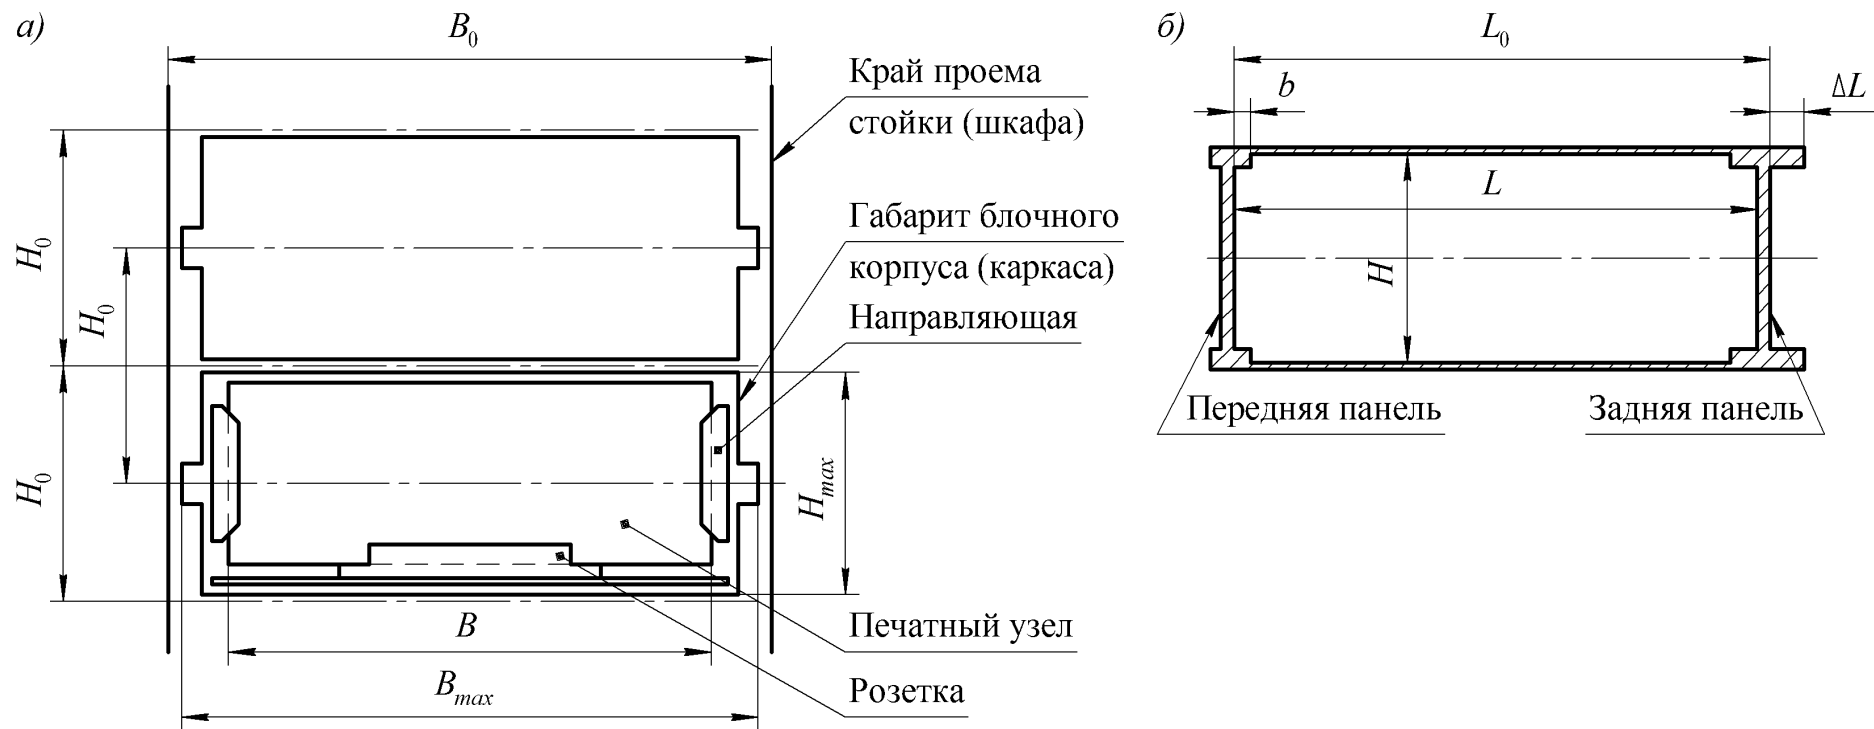 а)
B₀
Край проема
стойки (шкафа)
H₀
H₀
Габарит блочного
корпуса (каркаса)
Направляющая
H₀
Hmax
B
Печатный узел
Bmax
Розетка
б)
L₀
b
ΔL
L
H
Передняя панель
Задняя панель